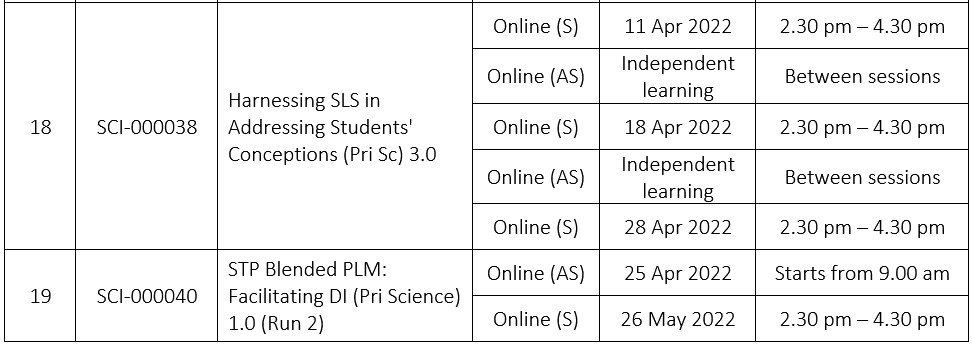 18 SCI-000038 Harnessing SLS in
Addressing Students'
Conceptions (Pri Sc) 3.0
Online (S) 11 Apr 2022 2.30 pm – 4.30 pm
Online (AS) Independent
learning Between sessions
Online (S) 18 Apr 2022 2.30 pm – 4.30 pm
Online (AS) Independent
learning Between sessions
Online (S) 28 Apr 2022 2.30 pm – 4.30 pm
19 SCI-000040 STP Blended PLM:
Facilitating DI (Pri Science)
1.0 (Run 2)
Online (AS) 25 Apr 2022 Starts from 9.00 am
Online (S) 26 May 2022 2.30 pm – 4.30 pm